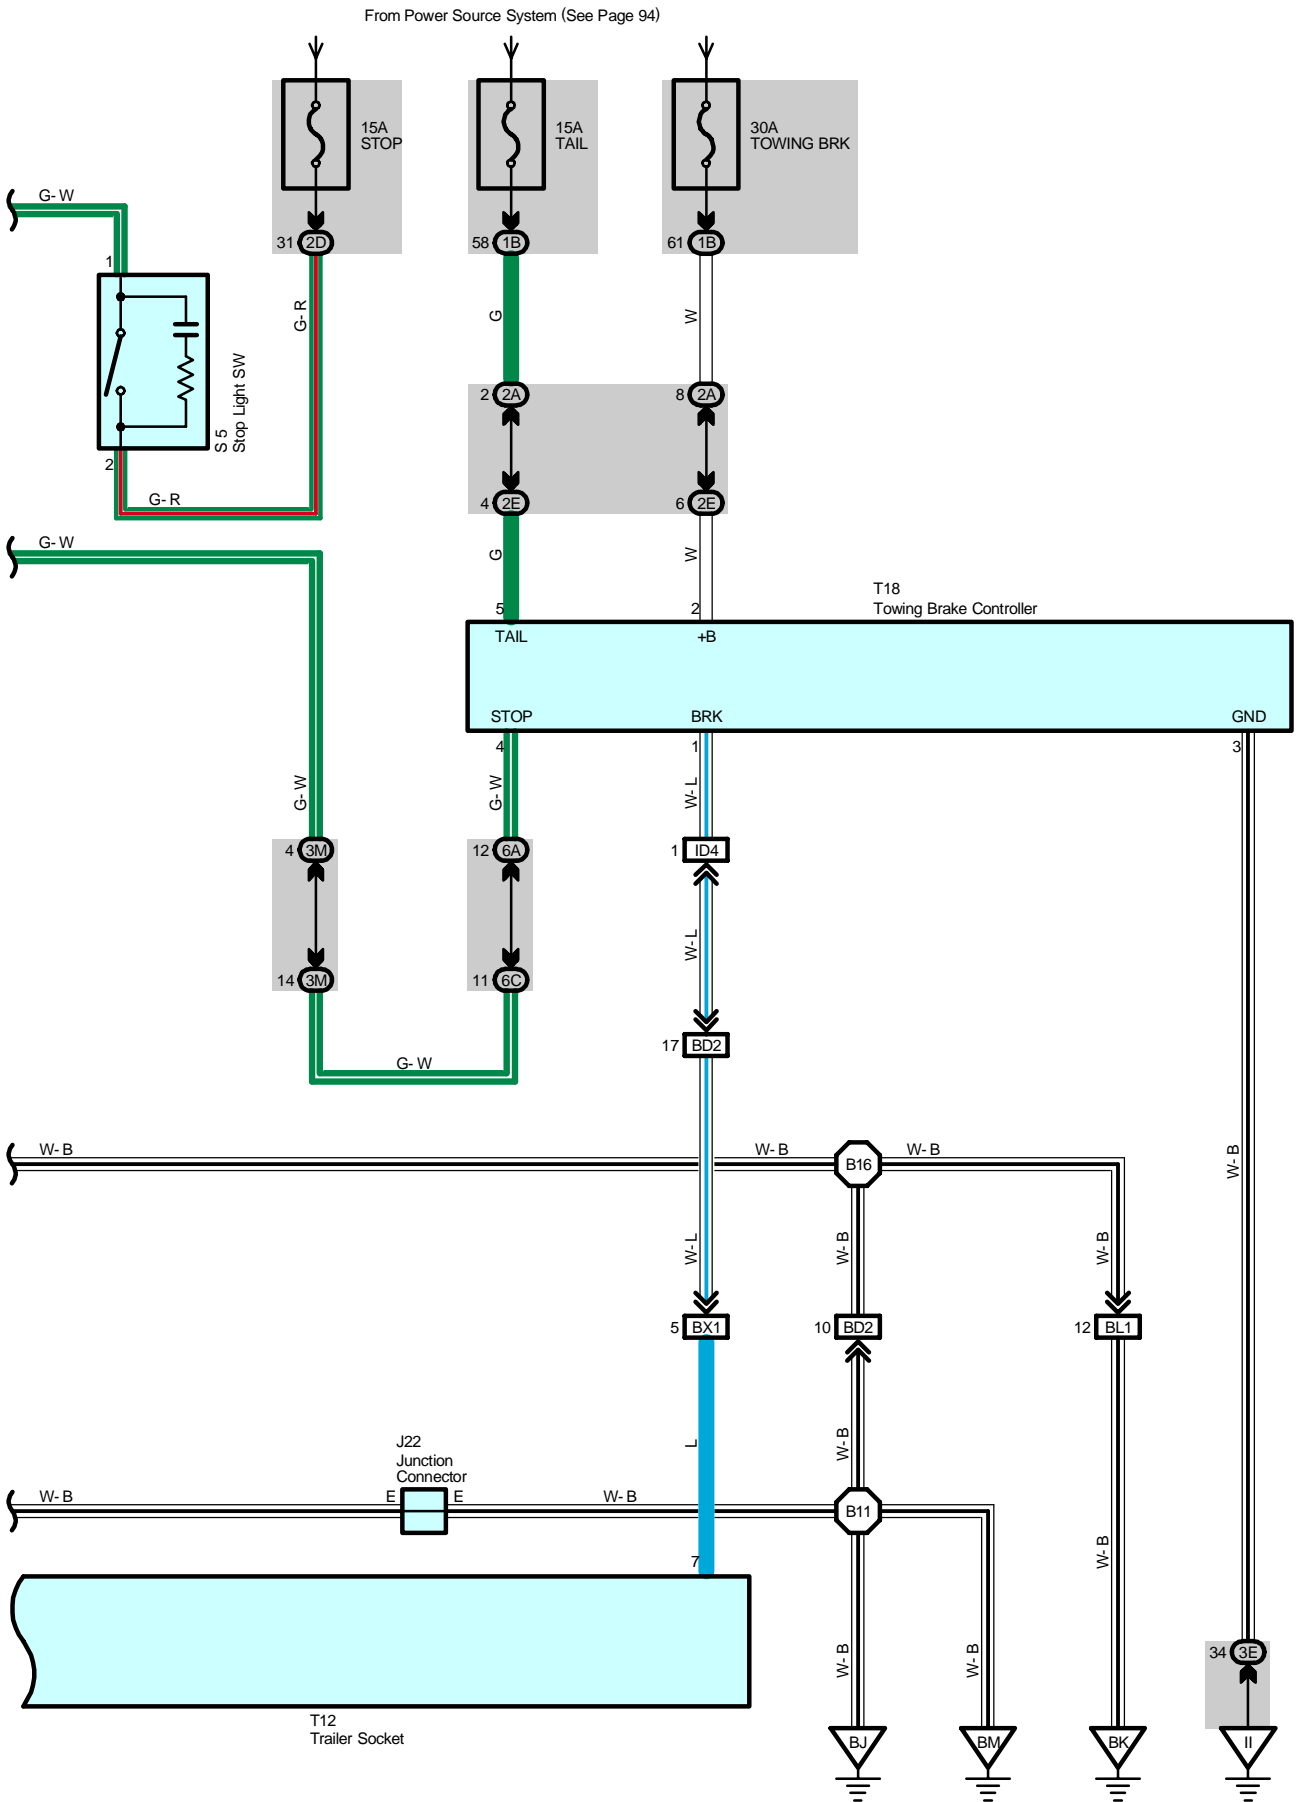 From Power Source System (See Page 94)
15A
STOP
15A
TAIL
30A
TOWING BRK
G-W
31 2D
58 1B
61 1B
1
G-R
G
W
S 5
Stop Light SW
2 2A
8 2A
2
G-R
4 2E
6 2E
G-W
G
W
T18
Towing Brake Controller
5
2
TAIL
+B
STOP
BRK
GND
4
1
3
G-W
G-W
W-L
4 3M
12 6A
1 ID4
W-L
14 3M
11 6C
17 BD2
G-W
W-B
W-B
B16
W-B
W-B
W-L
W-B
W-B
5 BX1
10 BD2
12 BL1
J22
Junction
Connector
L
W-B
W-B
E
E
W-B
B11
W-B
7
W-B
W-B
34 3E
T12
Trailer Socket
BJ
BM
BK
II